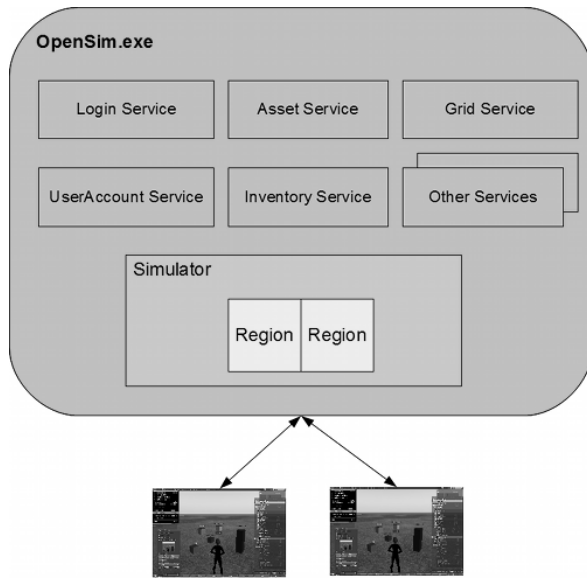 OpenSim.exe
Login Service
Asset Service
Grid Service
UserAccount Service
Inventory Service
Other Services
Simulator
Region
Region